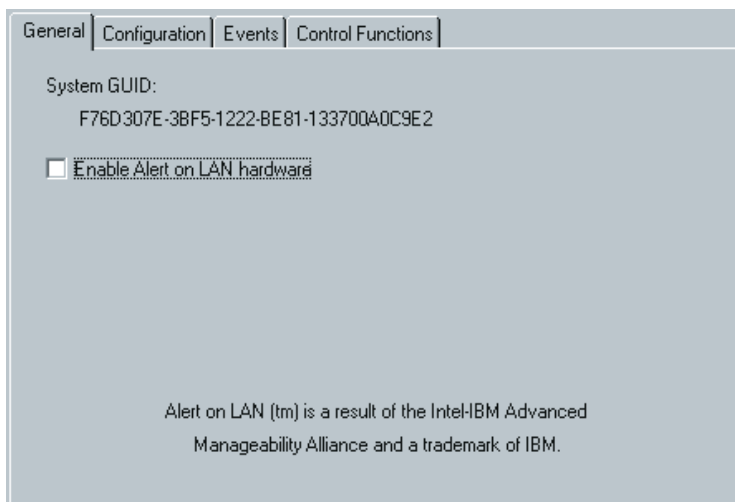 General Configuration Events Control Functions
System GUID:
F76D307E-3BF5-1222-BE81-133700A0C9E2
Enable Alert on LAN hardware
Alert on LAN (tm) is a result of the Intel-IBM Advanced
Manageability Alliance and a trademark of IBM.